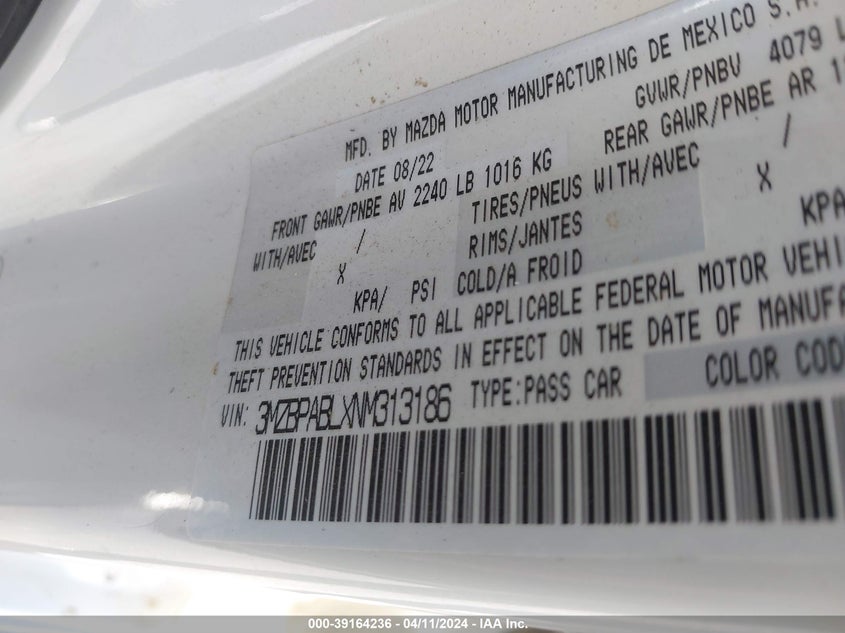 MFD. BY MAZDA MOTOR MANUFACTURING DE MEXICO S.A.
DATE 08/22 GVWR/PNBV 4079 L
FRONT GAWR/PNBE AV 2240 LB 1016 KG REAR GAWR/PNBE AR
WITH/AVEC / TIRES/PNEUS WITH/AVEC /
X RIMS/JANTES X
KPA/ PSI COLD/A FROID KPA
THIS VEHICLE CONFORMS TO ALL APPLICABLE FEDERAL MOTOR VEHI
THEFT PREVENTION STANDARDS IN EFFECT ON THE DATE OF MANUFA
VIN: 3MZBPABLXNM313186 TYPE:PASS CAR COLOR CODE
000-39164236 - 04/11/2024 - IAAI.COM